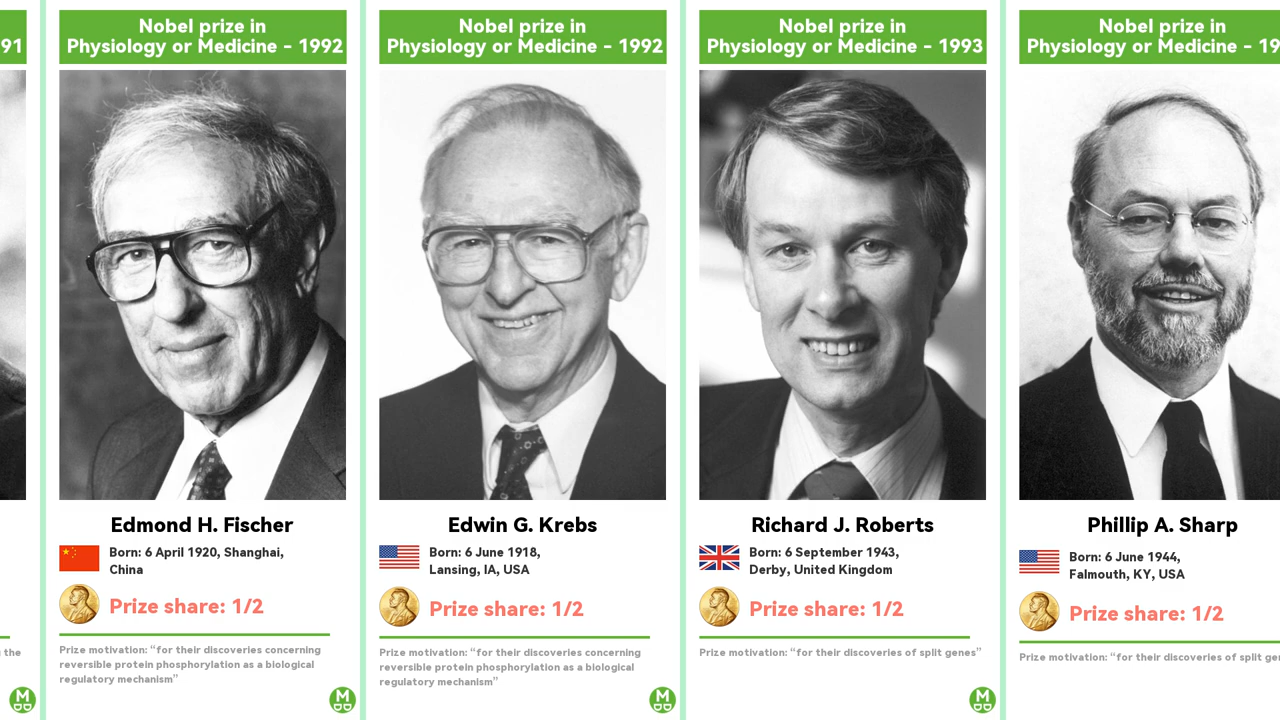 91
the
Nobel prize in
Physiology or Medicine - 1992
Edmond H. Fischer
Born: 6 April 1920, Shanghai,
China
Prize share: 1/2
Prize motivation: “for their discoveries concerning
reversible protein phosphorylation as a biological
regulatory mechanism”
MDD
Nobel prize in
Physiology or Medicine - 1992
Edwin G. Krebs
Born: 6 June 1918,
Lansing, IA, USA
Prize share: 1/2
Prize motivation: “for their discoveries concerning
reversible protein phosphorylation as a biological
regulatory mechanism”
MDD
Nobel prize in
Physiology or Medicine - 1993
Richard J. Roberts
Born: 6 September 1943,
Derby, United Kingdom
Prize share: 1/2
Prize motivation: “for their discoveries of split genes”
MDD
Nobel prize in
Physiology or Medicine - 19
Phillip A. Sharp
Born: 6 June 1944,
Falmouth, KY, USA
Prize share: 1/2
Prize motivation: “for their discoveries of split ge
MDD